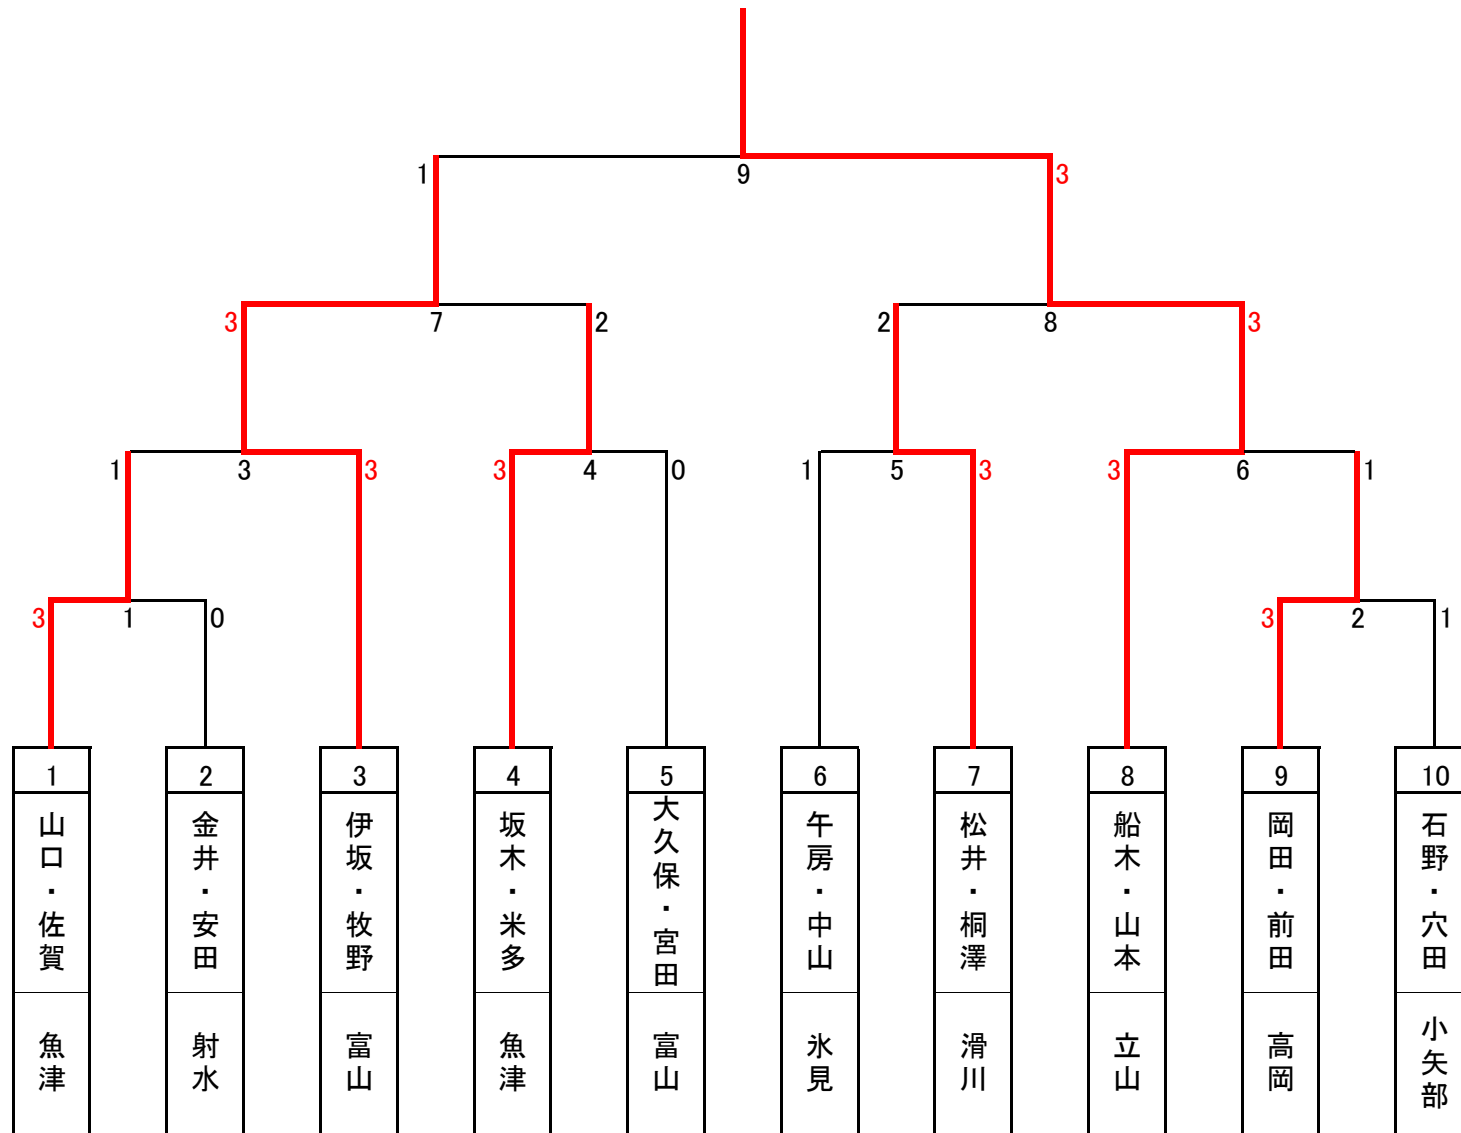 1 9 3
3 7 2 2 8 3
1 3 3 3 4 0 1 5 3 3 6 1
3 1 0 3 2 1
1 2 3 4 5 6 7 8 9 10
山口・佐賀
金井・安田
伊坂・牧野
坂木・米多
大久保・宮田
午房・中山
松井・桐澤
船木・山本
岡田・前田
石野・穴田
魚津
射水
富山
魚津
富山
氷見
滑川
立山
高岡
小矢部